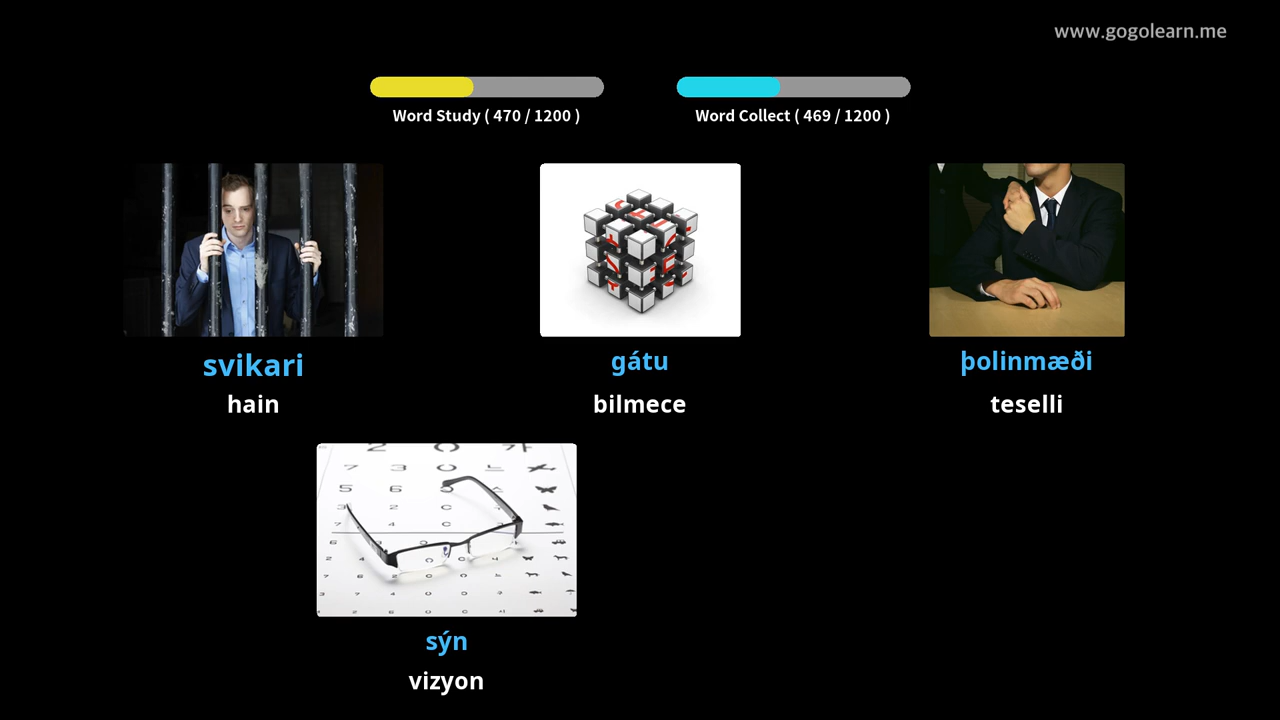 www.gogolearn.me
Word Study ( 470 / 1200 )
Word Collect ( 469 / 1200 )
svikari
hain
gátu
bilmece
þolinmæði
teselli
sýn
vizyon